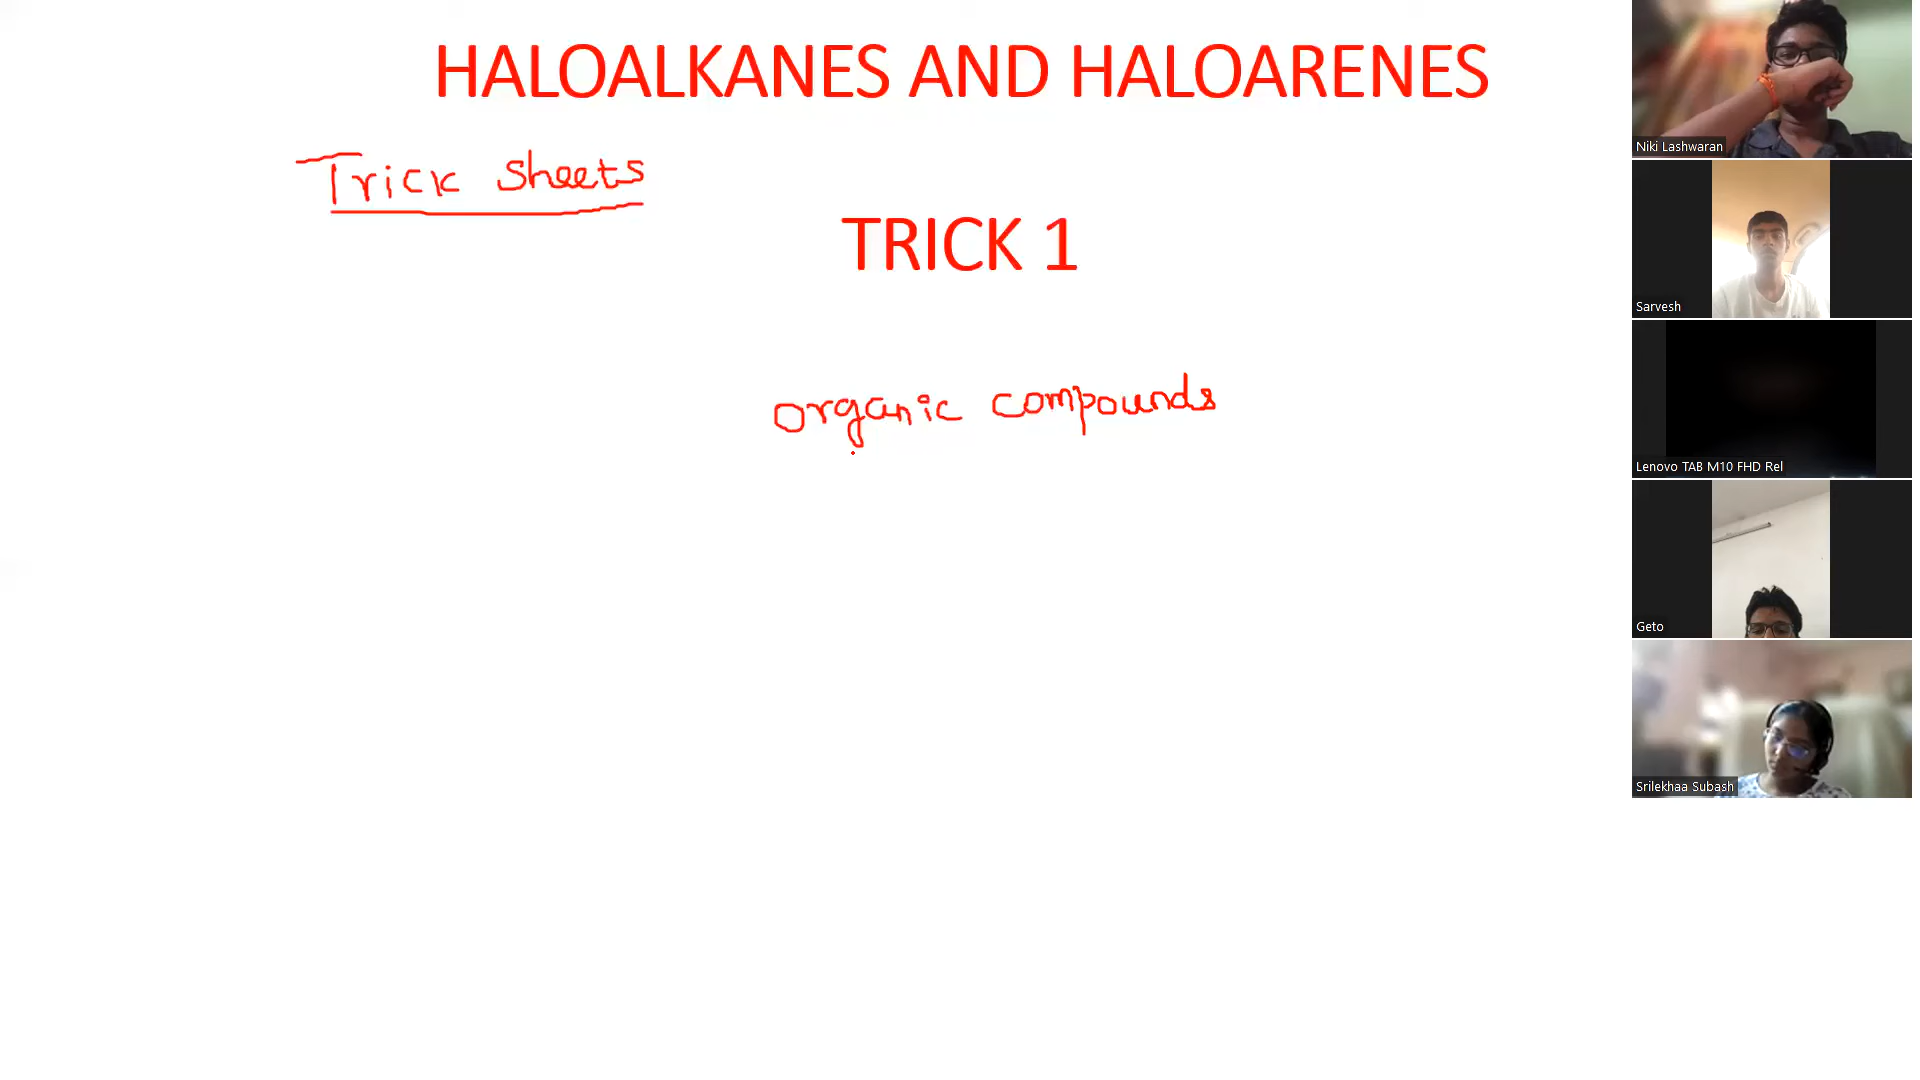 HALOALKANES AND HALOARENES
Trick sheets
TRICK 1
organic compounds
Niki Lashwaran
Sarvesh
Lenovo TAB M10 FHD Rel
Geto
Srilekhaa Subash